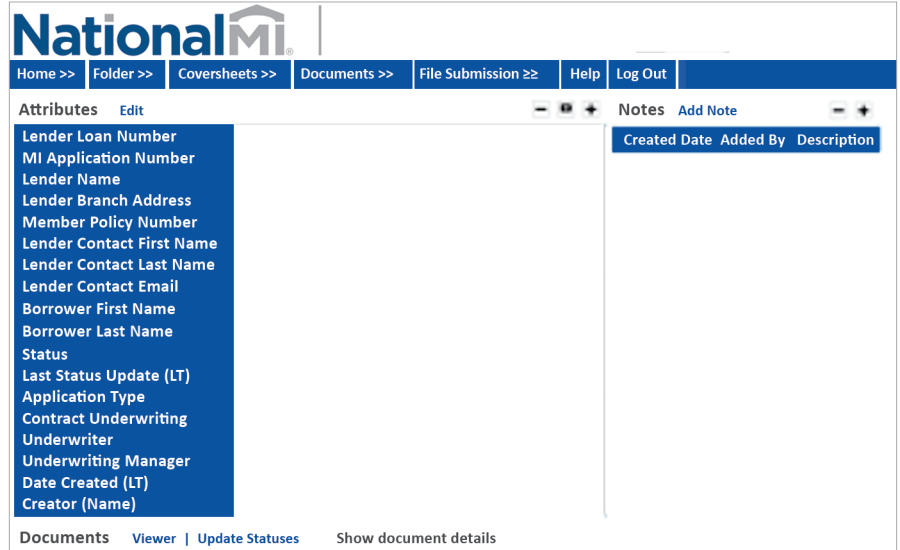 NationalMI®
Home >> Folder >> Coversheets >> Documents >> File Submission ≥≥ Help Log Out
Attributes Edit
Notes Add Note
Created Date Added By Description
Lender Loan Number
MI Application Number
Lender Name
Lender Branch Address
Member Policy Number
Lender Contact First Name
Lender Contact Last Name
Lender Contact Email
Borrower First Name
Borrower Last Name
Status
Last Status Update (LT)
Application Type
Contract Underwriting
Underwriter
Underwriting Manager
Date Created (LT)
Creator (Name)
Documents Viewer | Update Statuses Show document details